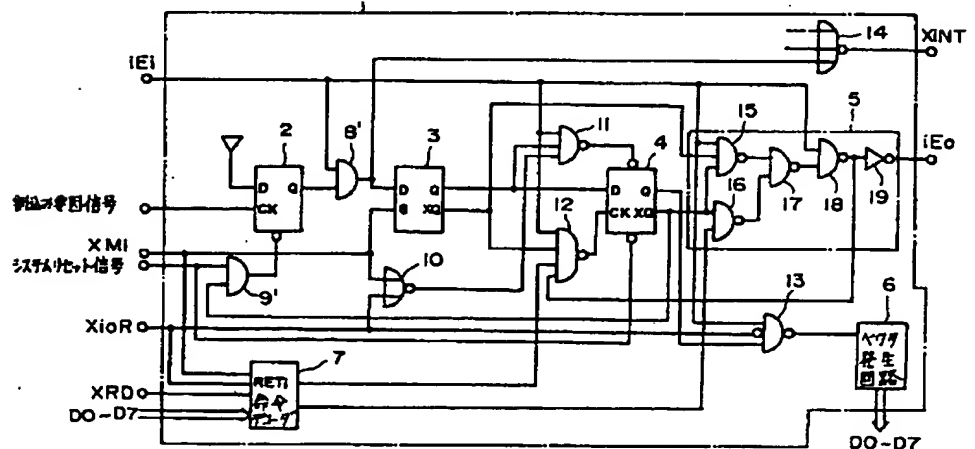 1
14
XINT
iEi
2
8'
3
11
4
15
5
iEo
D
Q
CK
D
Q
G
XQ
D
Q
CK
XQ
12
16
17
18
19
割込み要因信号
XMI
システムリセット信号
9'
10
13
6
XioR
7
ベクタ
発生
回路
XRD
RETI
命令
デコーダ
DO~D7
DO~D7